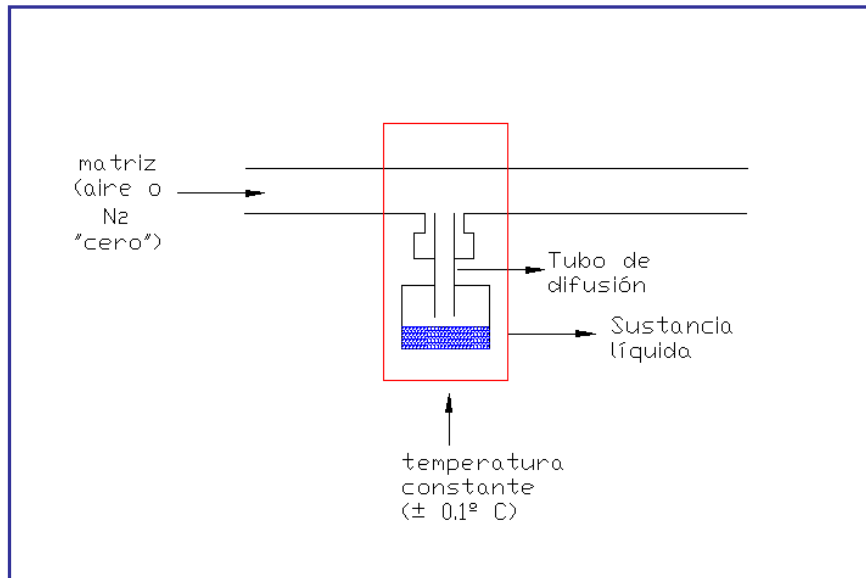 matriz
(aire o
N2
"cero")
Tubo de
difusión
Sustancia
líquida
temperatura
constante
(± 0.1º C)